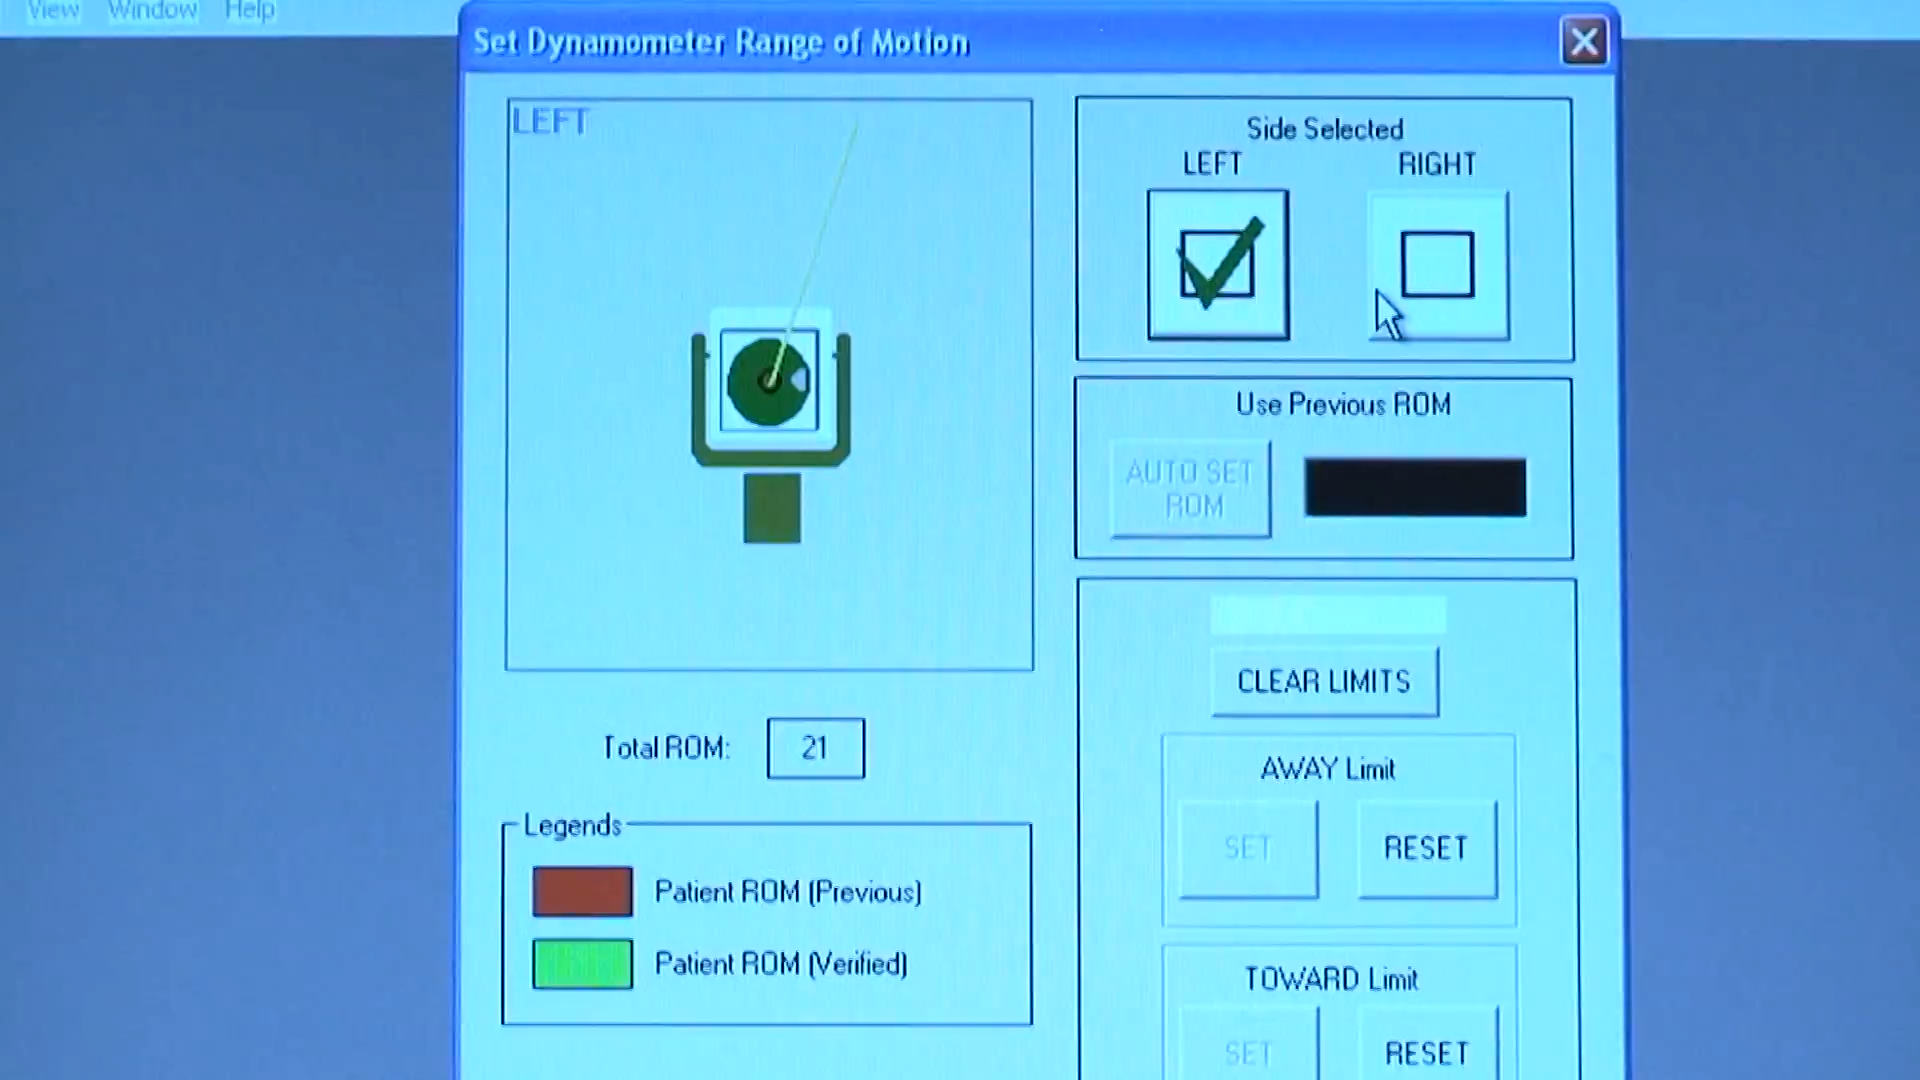 View Window Help
Set Dynamometer Range of Motion
LEFT
Side Selected
LEFT RIGHT
Use Previous ROM
AUTO SET
ROM
CLEAR LIMITS
Total ROM: 21
AWAY Limit
SET RESET
Legends
Patient ROM (Previous)
Patient ROM (Verified)
TOWARD Limit
SET RESET